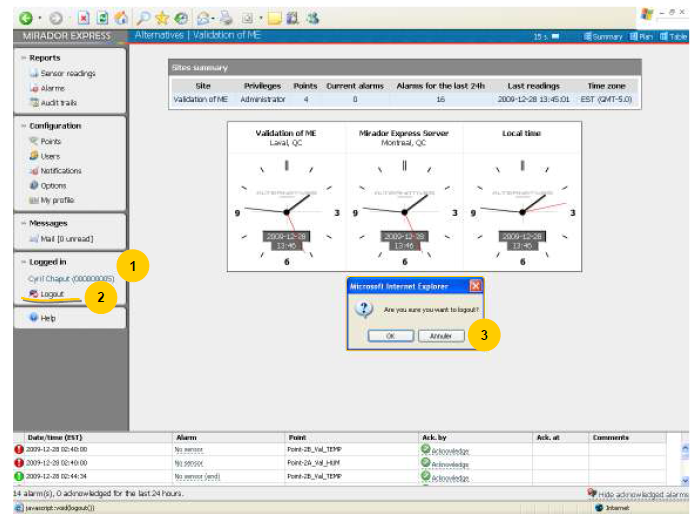 MIRADOR EXPRESS
Alternatives | Validation of ME
15 s.
Summary
Plan
Table
Reports
Sensor readings
Alarms
Audit trails
Configuration
Points
Users
Notifications
Options
My profile
Messages
Mail [0 unread]
Logged in
Cyril Chaput (000000005)
Logout
Help
1
2
Sites summary
Site Privileges Points Current alarms Alarms for the last 24h Last readings Time zone
Validation of ME Administrator 4 0 16 2009-12-28 13:45:01 EST (GMT-5.0)
Validation of ME
Laval, QC
Mirador Express Server
Montreal, QC
Local time
ALTERNATIVES
9 3
2009-12-28
13:46
6
ALTERNATIVES
9 3
2009-12-28
13:46
6
ALTERNATIVES
9 3
2009-12-28
13:46
6
Microsoft Internet Explorer
Are you sure you want to logout?
OK
Annuler
3
Date/time (EST) Alarm Point Ack. by Ack. at Comments
2009-12-28 02:40:00 No sensor Point-2B_Val_TEMP Acknowledge
2009-12-28 02:40:00 No sensor Point-2A_Val_HUM Acknowledge
2009-12-28 02:44:34 No sensor (end) Point-2B_Val_TEMP
14 alarm(s), 0 acknowledged for the last 24 hours.
Hide acknowledged alarms
javascript:void(logout())
Internet